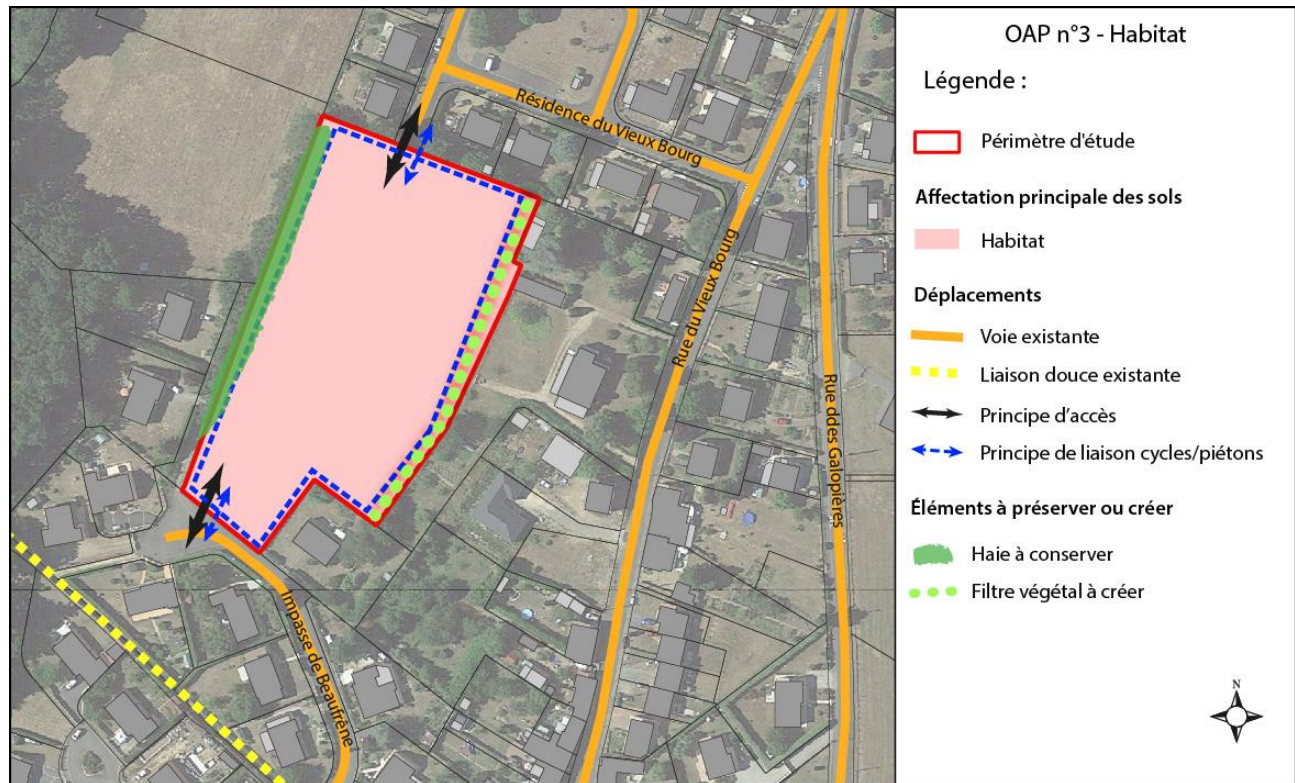 OAP n°3 - Habitat
Légende :
Périmètre d'étude
Affectation principale des sols
Habitat
Déplacements
Voie existante
Liaison douce existante
Principe d'accès
Principe de liaison cycles/piétons
Éléments à préserver ou créer
Haie à conserver
Filtre végétal à créer
N
Résidence du Vieux Bourg
Rue du Vieux Bourg
Rue ddes Galopières
Impasse de Beaufrêne